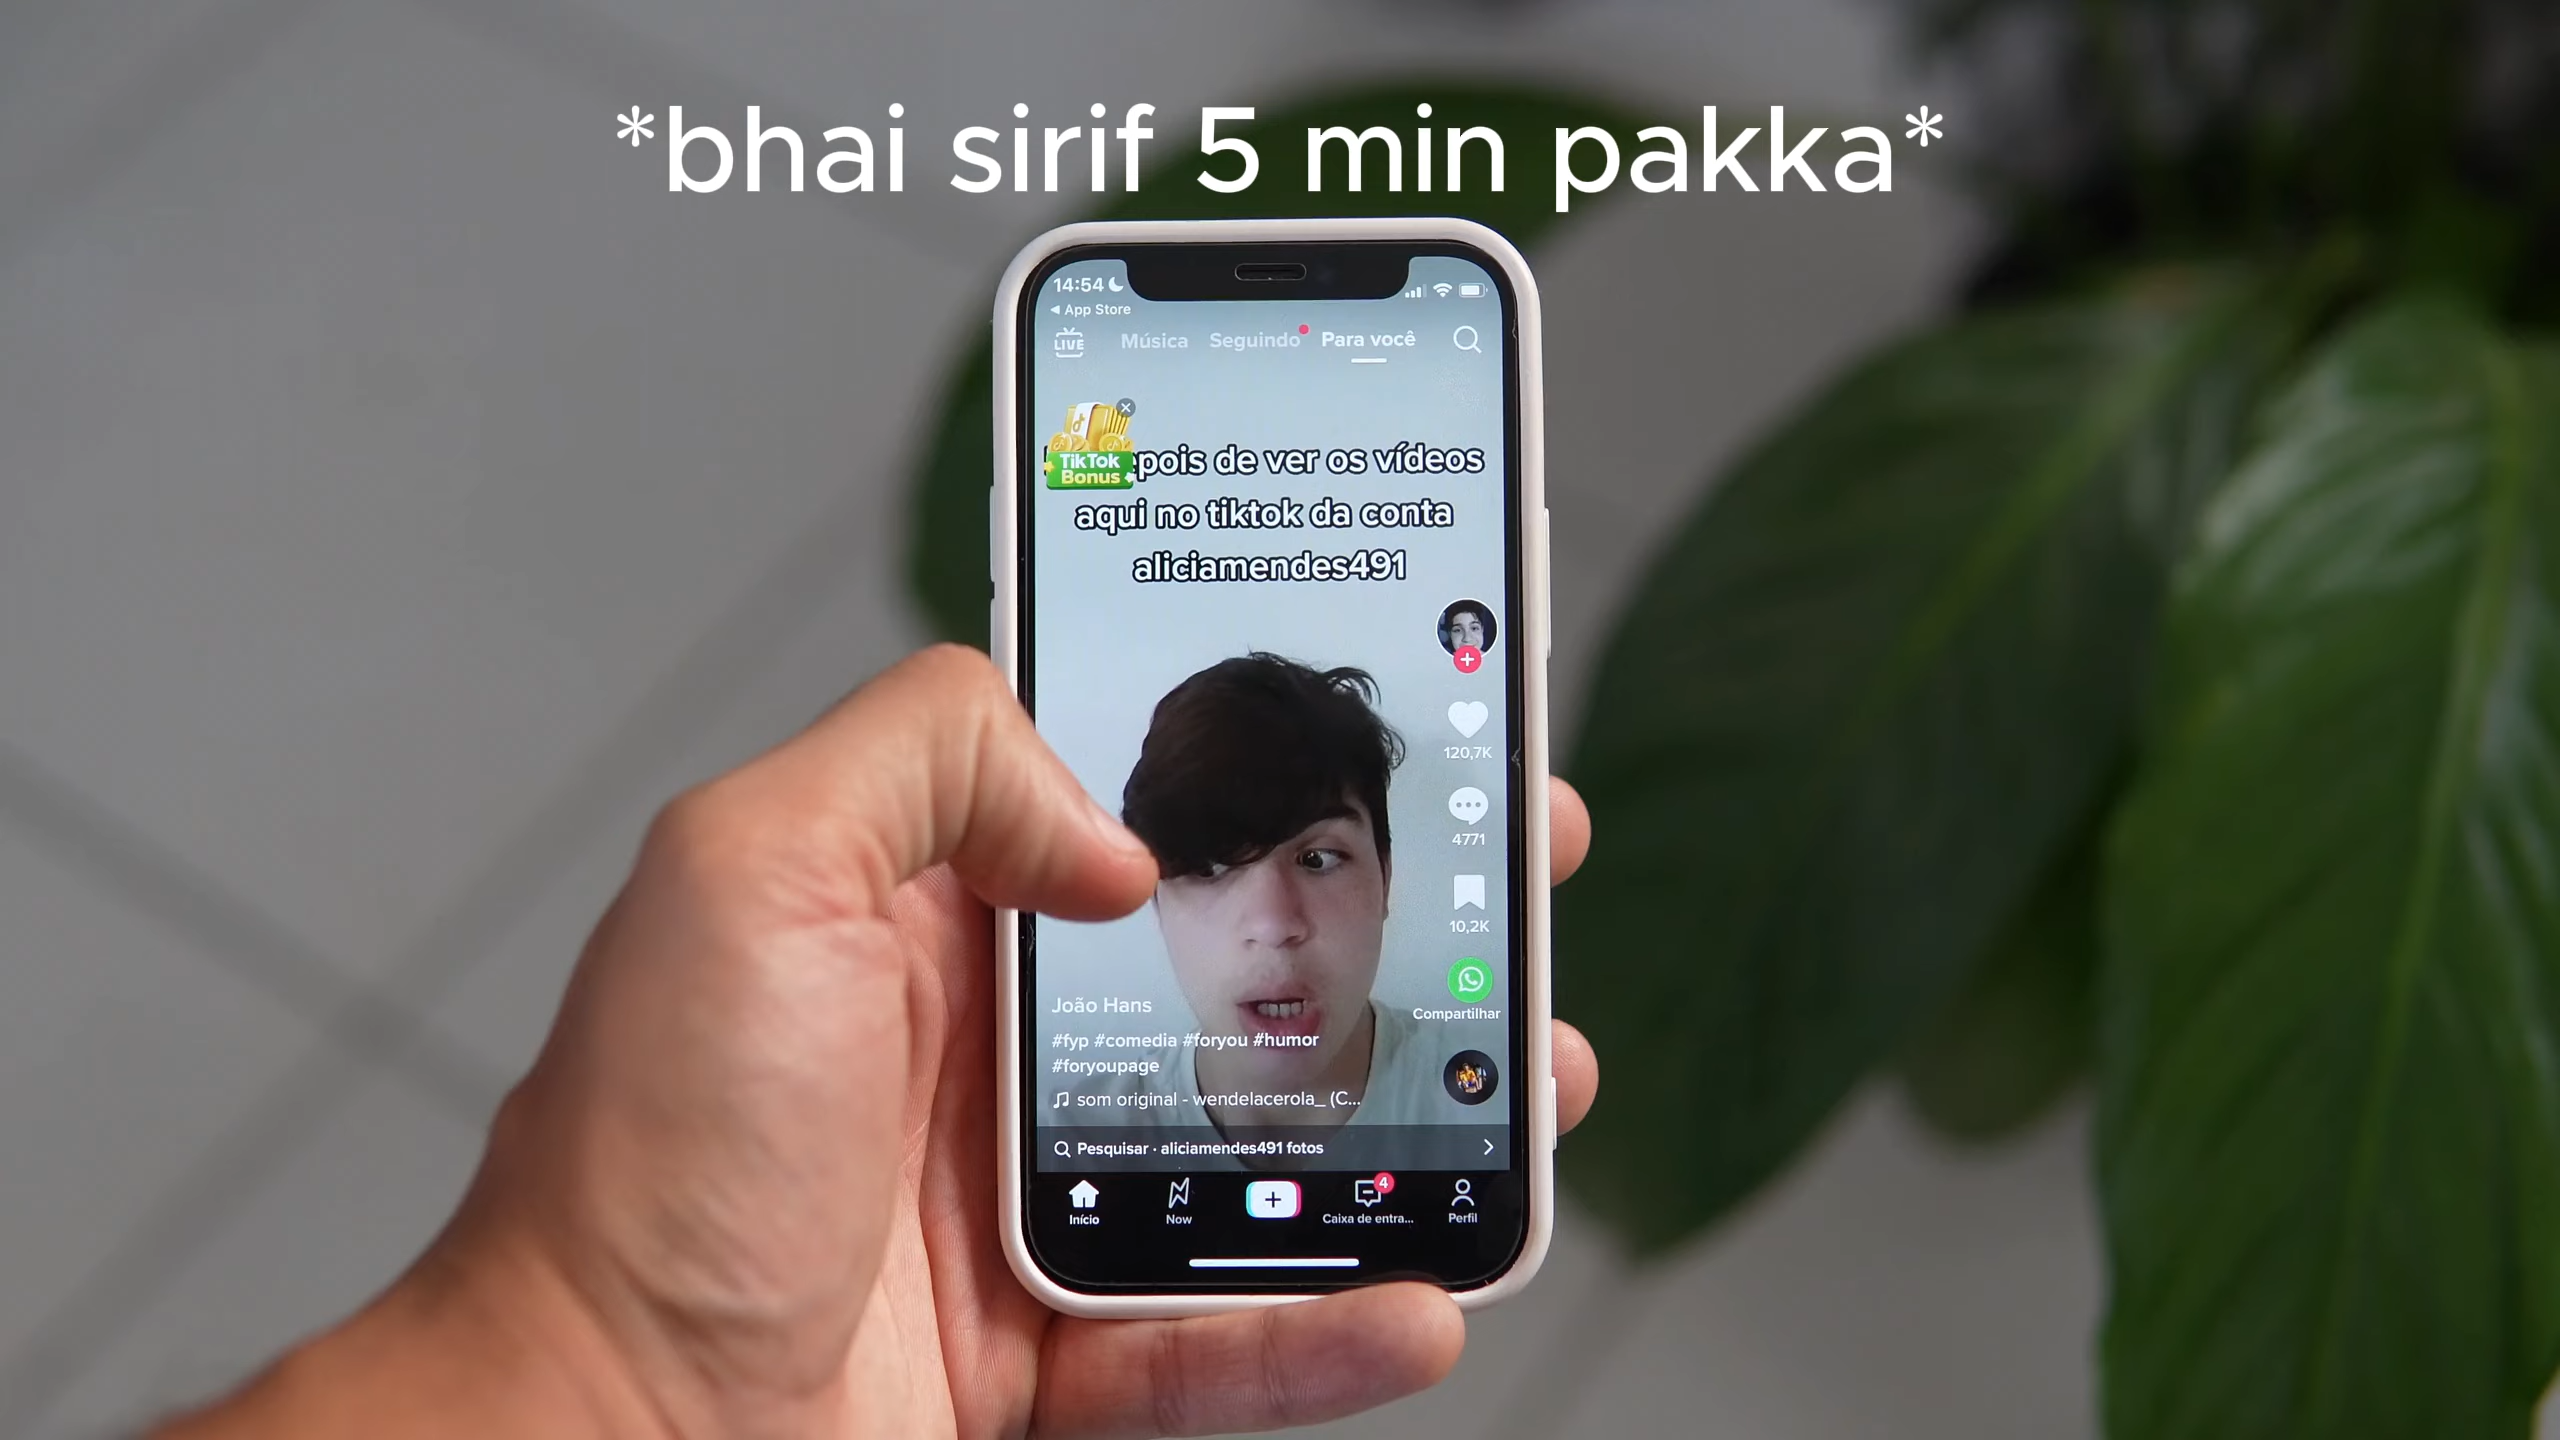 *bhai sirif 5 min pakka*
14:54
App Store
LIVE
Música Seguindo Para você
TikTok
Bonus
pois de ver os vídeos
aqui no tiktok da conta
aliciamendes491
120,7K
4771
10,2K
João Hans
Compartilhar
#fyp #comedia #foryou #humor
#foryoupage
som original - wendelacerola_ (C...
Pesquisar · aliciamendes491 fotos
4
Início Now Caixa de entra... Perfil